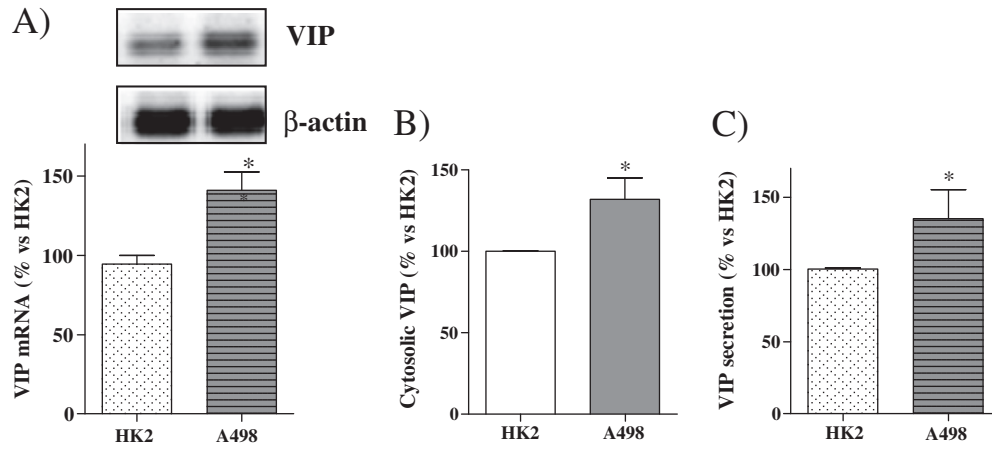 A)
VIP
β-actin
VIP mRNA (% vs HK2)
150
100
50
0
*
*
HK2
A498
B)
Cytosolic VIP (% vs HK2)
150
100
50
0
*
HK2
A498
C)
VIP secretion (% vs HK2)
150
100
50
0
*
HK2
A498